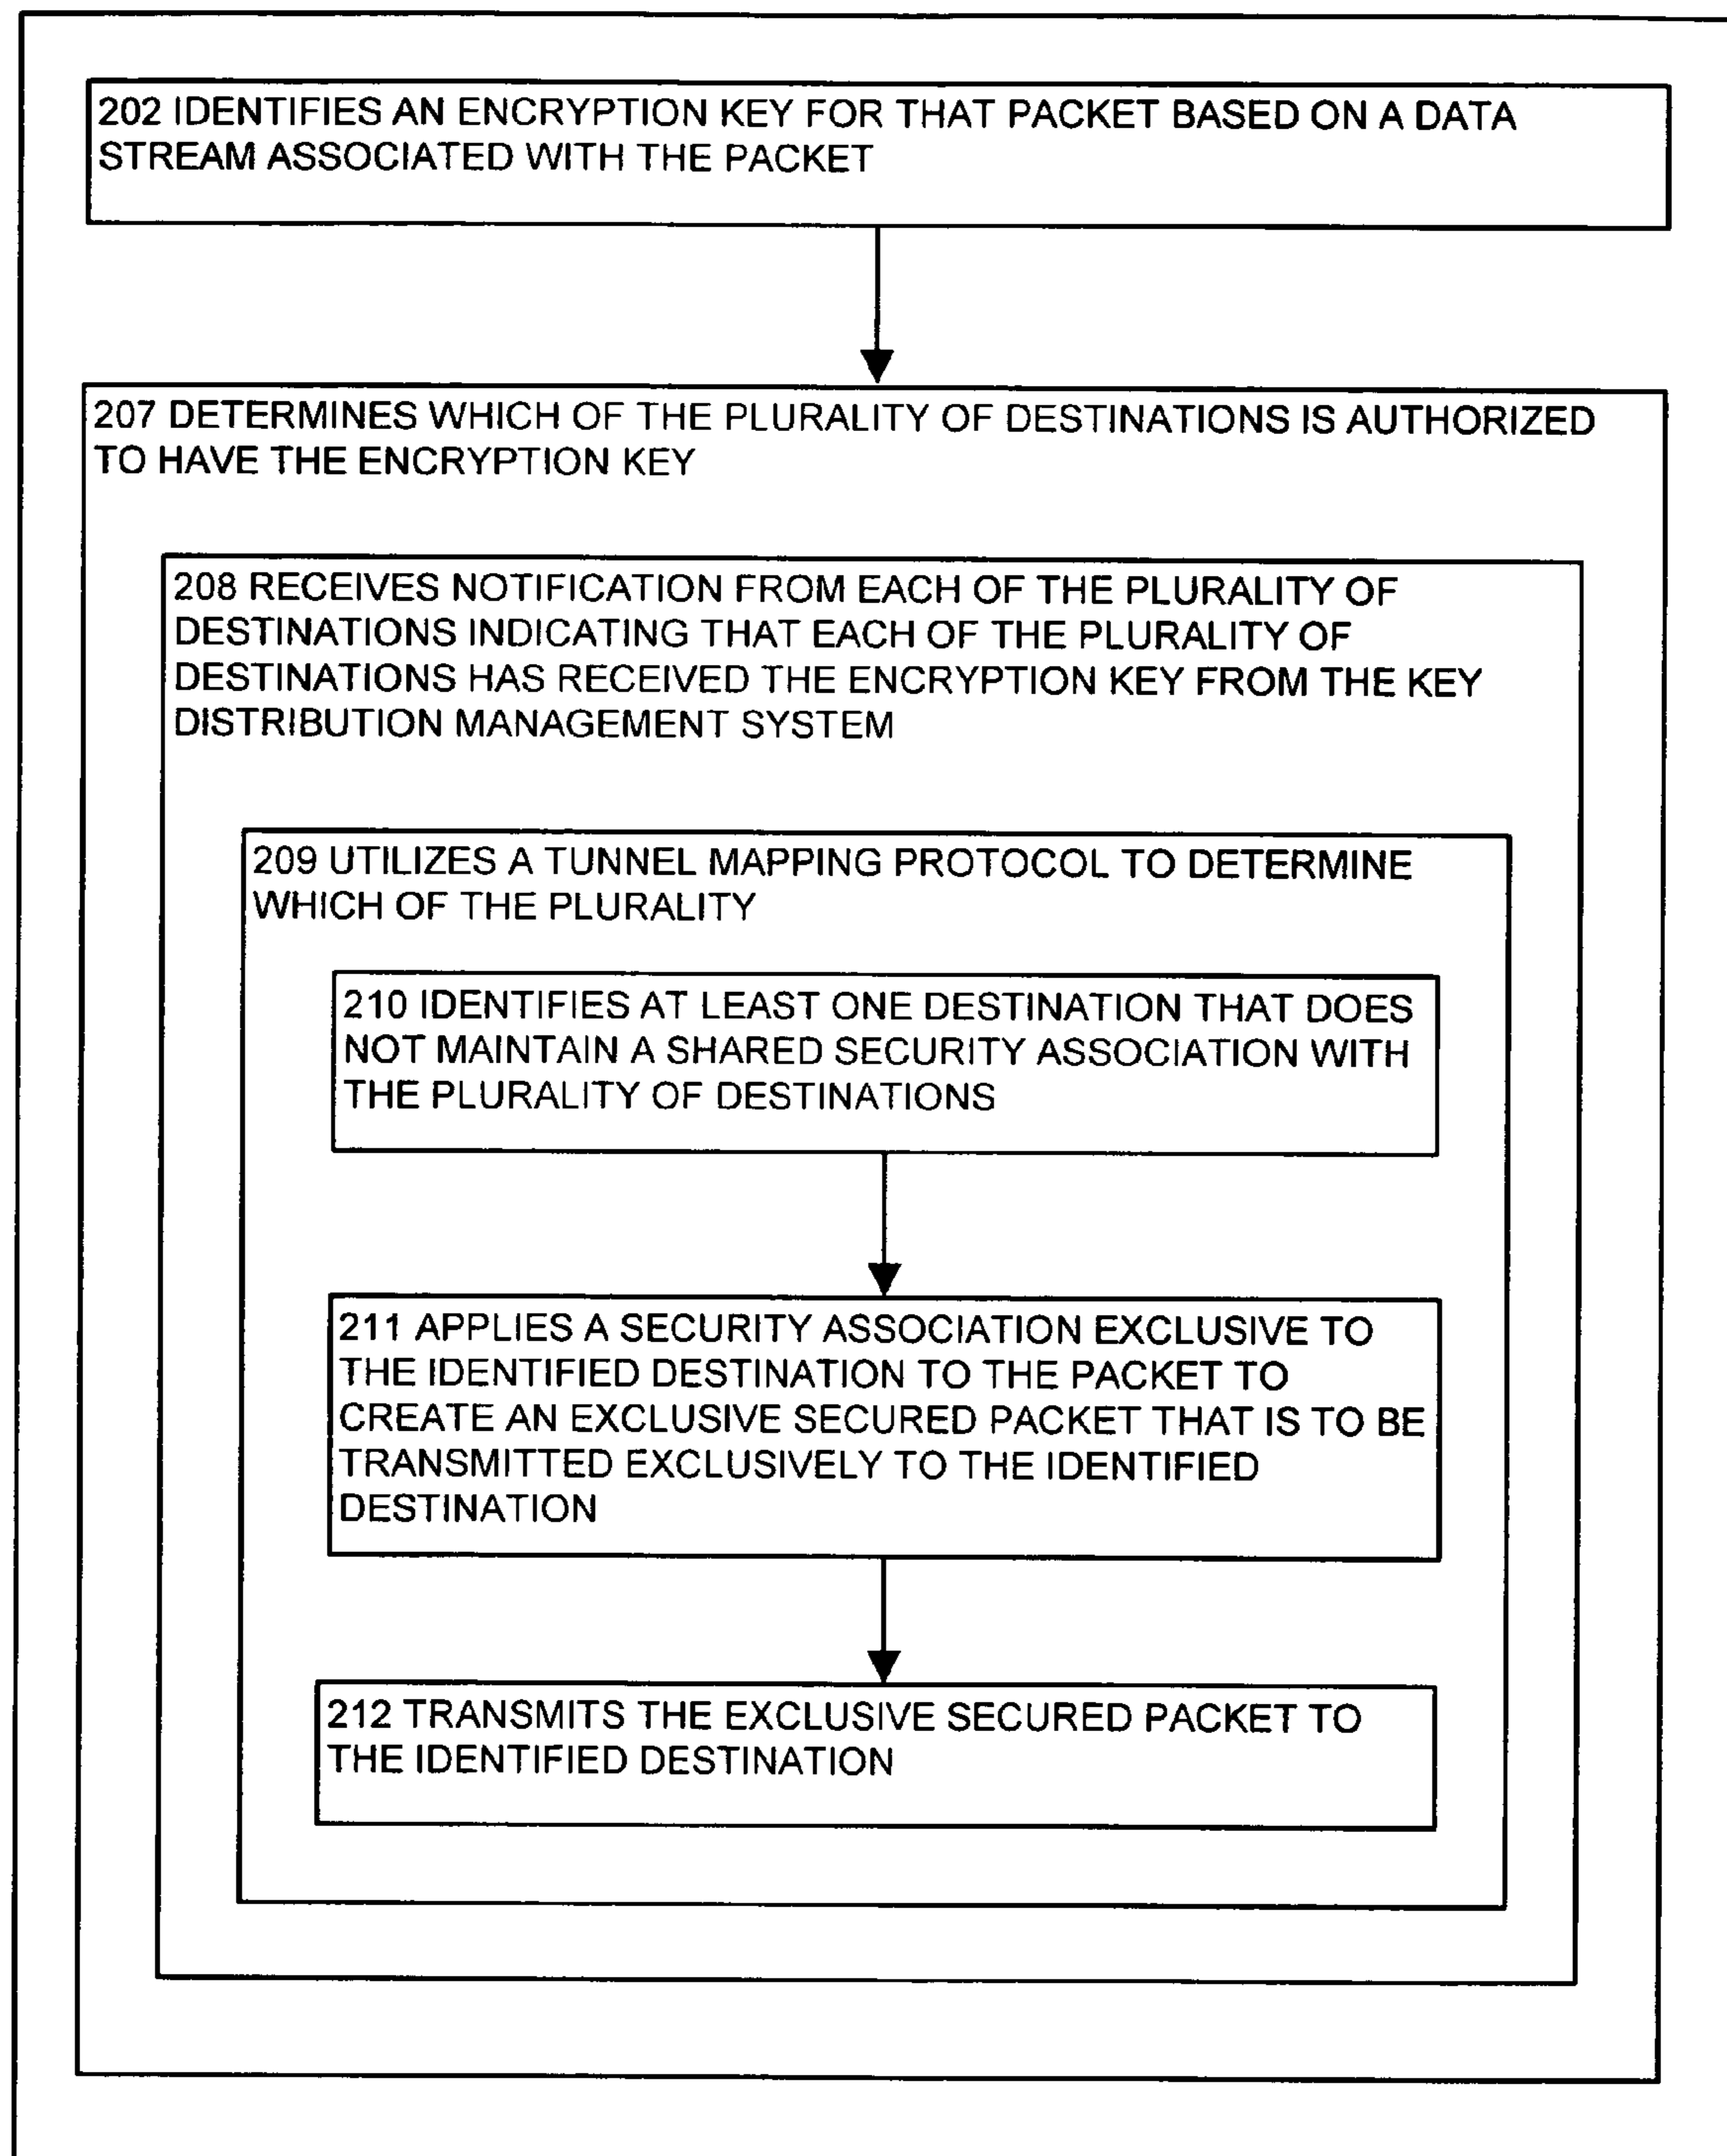 202 IDENTIFIES AN ENCRYPTION KEY FOR THAT PACKET BASED ON A DATA
STREAM ASSOCIATED WITH THE PACKET
207 DETERMINES WHICH OF THE PLURALITY OF DESTINATIONS IS AUTHORIZED
TO HAVE THE ENCRYPTION KEY
208 RECEIVES NOTIFICATION FROM EACH OF THE PLURALITY OF
DESTINATIONS INDICATING THAT EACH OF THE PLURALITY OF
DESTINATIONS HAS RECEIVED THE ENCRYPTION KEY FROM THE KEY
DISTRIBUTION MANAGEMENT SYSTEM
209 UTILIZES A TUNNEL MAPPING PROTOCOL TO DETERMINE
WHICH OF THE PLURALITY
210 IDENTIFIES AT LEAST ONE DESTINATION THAT DOES
NOT MAINTAIN A SHARED SECURITY ASSOCIATION WITH
THE PLURALITY OF DESTINATIONS
211 APPLIES A SECURITY ASSOCIATION EXCLUSIVE TO
THE IDENTIFIED DESTINATION TO THE PACKET TO
CREATE AN EXCLUSIVE SECURED PACKET THAT IS TO BE
TRANSMITTED EXCLUSIVELY TO THE IDENTIFIED
DESTINATION
212 TRANSMITS THE EXCLUSIVE SECURED PACKET TO
THE IDENTIFIED DESTINATION